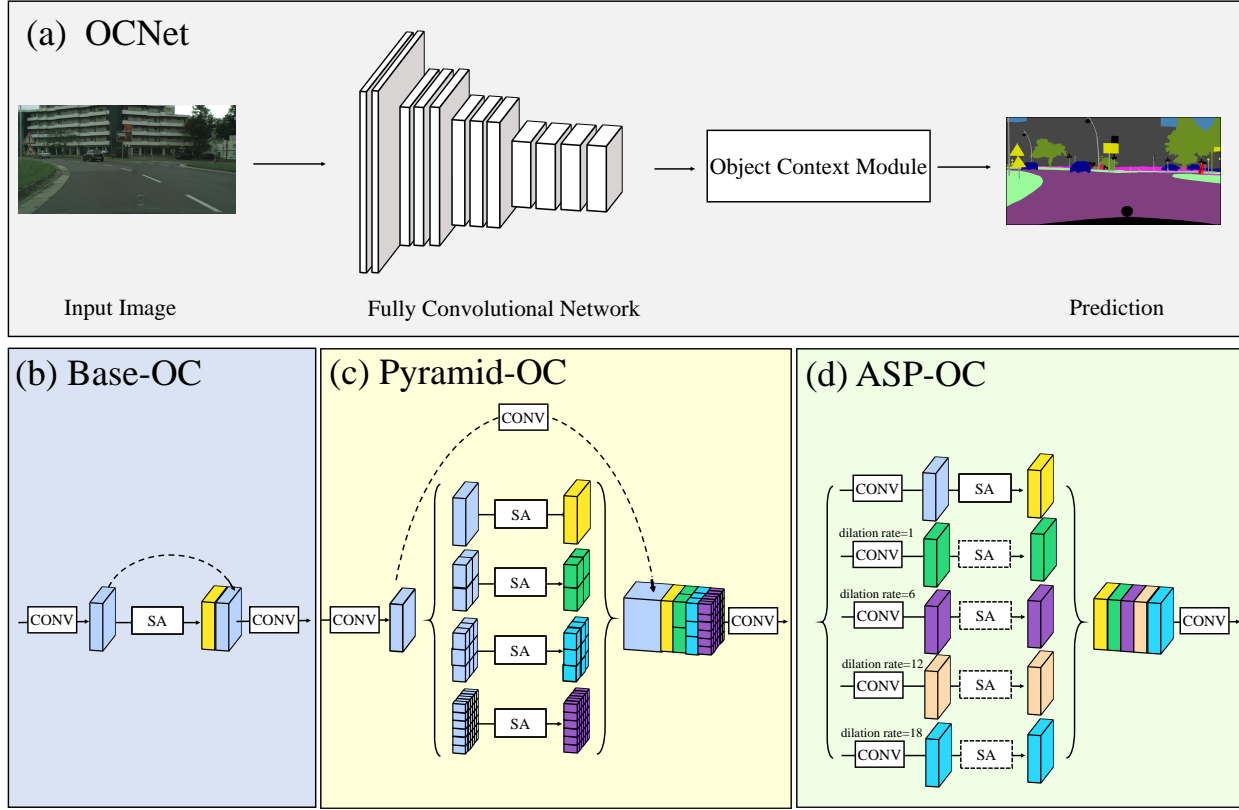 (a) OCNet
Object Context Module
Input Image
Fully Convolutional Network
Prediction
(b) Base-OC
CONV
SA
CONV
(c) Pyramid-OC
CONV
SA
SA
CONV
SA
SA
CONV
(d) ASP-OC
CONV
SA
dilation rate=1
CONV
SA
dilation rate=6
CONV
SA
dilation rate=12
CONV
SA
dilation rate=18
CONV
SA
CONV